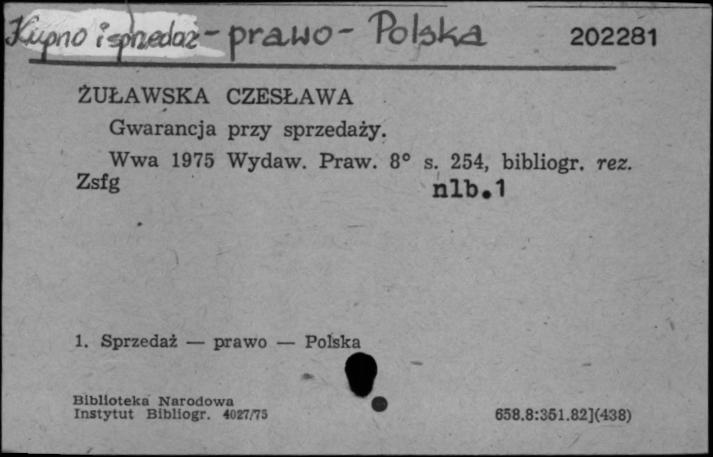 Kupno i sprzedaż - prawo - Polska 202281
ŻUŁAWSKA CZESŁAWA
Gwarancja przy sprzedaży.
Wwa 1975 Wydaw. Praw. 8° s. 254, bibliogr. rez.
Zsfg nlb.1
1. Sprzedaż — prawo — Polska
Biblioteka Narodowa
Instytut Bibliogr. 4027/75 658.8:351.82](438)